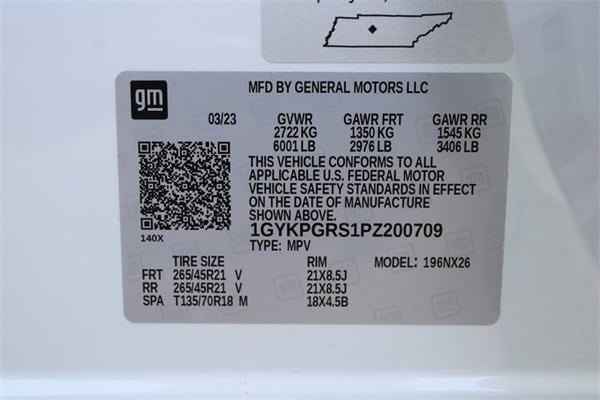 gm
MFD BY GENERAL MOTORS LLC
03/23 GVWR GAWR FRT GAWR RR
2722 KG 1350 KG 1545 KG
6001 LB 2976 LB 3406 LB
THIS VEHICLE CONFORMS TO ALL
APPLICABLE U.S. FEDERAL MOTOR
VEHICLE SAFETY STANDARDS IN EFFECT
ON THE DATE OF MANUFACTURE
SHOWN ABOVE.
140X
1GYKPGRS1PZ200709
TYPE: MPV
TIRE SIZE RIM MODEL: 196NX26
FRT 265/45R21 V 21X8.5J
RR 265/45R21 V 21X8.5J
SPA T135/70R18 M 18X4.5B